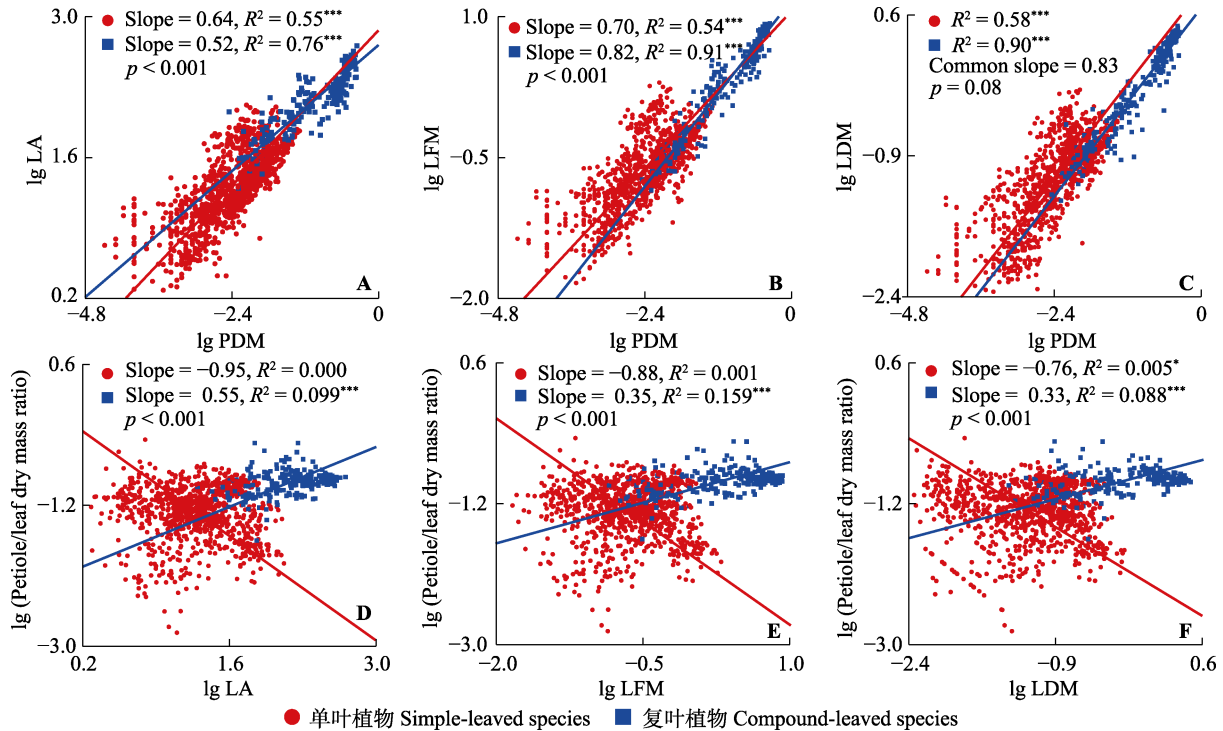 3.0
1.6
0.2
lg LA
Slope = 0.64, R² = 0.55***
Slope = 0.52, R² = 0.76***
p < 0.001
A
−4.8
−2.4
0
lg PDM
1.0
−0.5
−2.0
lg LFM
Slope = 0.70, R² = 0.54***
Slope = 0.82, R² = 0.91***
p < 0.001
B
−4.8
−2.4
0
lg PDM
0.6
−0.9
−2.4
lg LDM
R² = 0.58***
R² = 0.90***
Common slope = 0.83
p = 0.08
C
−4.8
−2.4
0
lg PDM
0.6
−1.2
−3.0
lg (Petiole/leaf dry mass ratio)
Slope = −0.95, R² = 0.000
Slope = 0.55, R² = 0.099***
p < 0.001
D
0.2
1.6
3.0
lg LA
0.6
−1.2
−3.0
lg (Petiole/leaf dry mass ratio)
Slope = −0.88, R² = 0.001
Slope = 0.35, R² = 0.159***
p < 0.001
E
−2.0
−0.5
1.0
lg LFM
0.6
−1.2
−3.0
lg (Petiole/leaf dry mass ratio)
Slope = −0.76, R² = 0.005*
Slope = 0.33, R² = 0.088***
p < 0.001
F
−2.4
−0.9
0.6
lg LDM
单叶植物 Simple-leaved species
复叶植物 Compound-leaved species